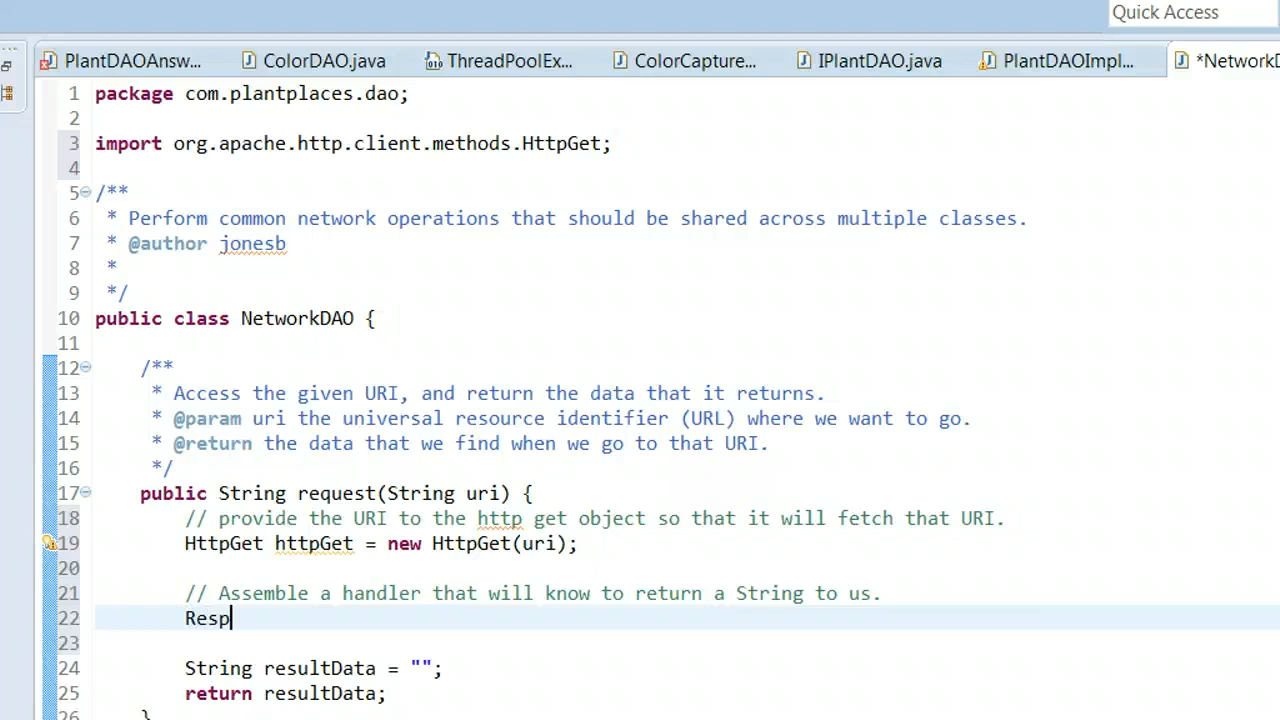 Quick Access
PlantDAOAnsw... ColorDAO.java ThreadPoolEx... ColorCapture... IPlantDAO.java PlantDAOImpl... *NetworkD
1 package com.plantplaces.dao;
2
3 import org.apache.http.client.methods.HttpGet;
4
5 /**
6  * Perform common network operations that should be shared across multiple classes.
7  * @author jonesb
8  *
9  */
10 public class NetworkDAO {
11
12     /**
13      * Access the given URI, and return the data that it returns.
14      * @param uri the universal resource identifier (URL) where we want to go.
15      * @return the data that we find when we go to that URI.
16      */
17     public String request(String uri) {
18         // provide the URI to the http get object so that it will fetch that URI.
19         HttpGet httpGet = new HttpGet(uri);
20
21         // Assemble a handler that will know to return a String to us.
22         Resp
23
24         String resultData = "";
25         return resultData;
26     }